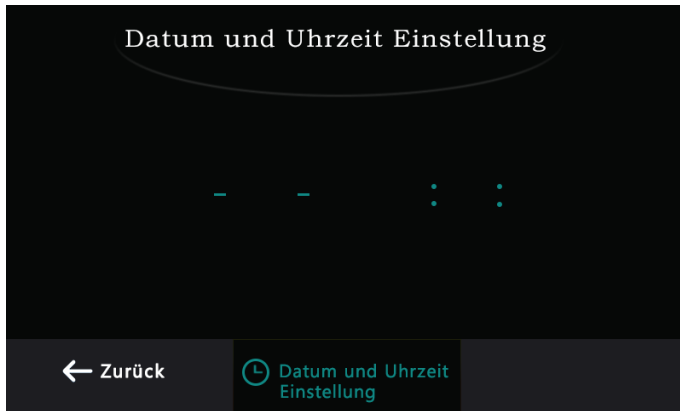 Datum und Uhrzeit Einstellung
- - : :
← Zurück
Datum und Uhrzeit
Einstellung